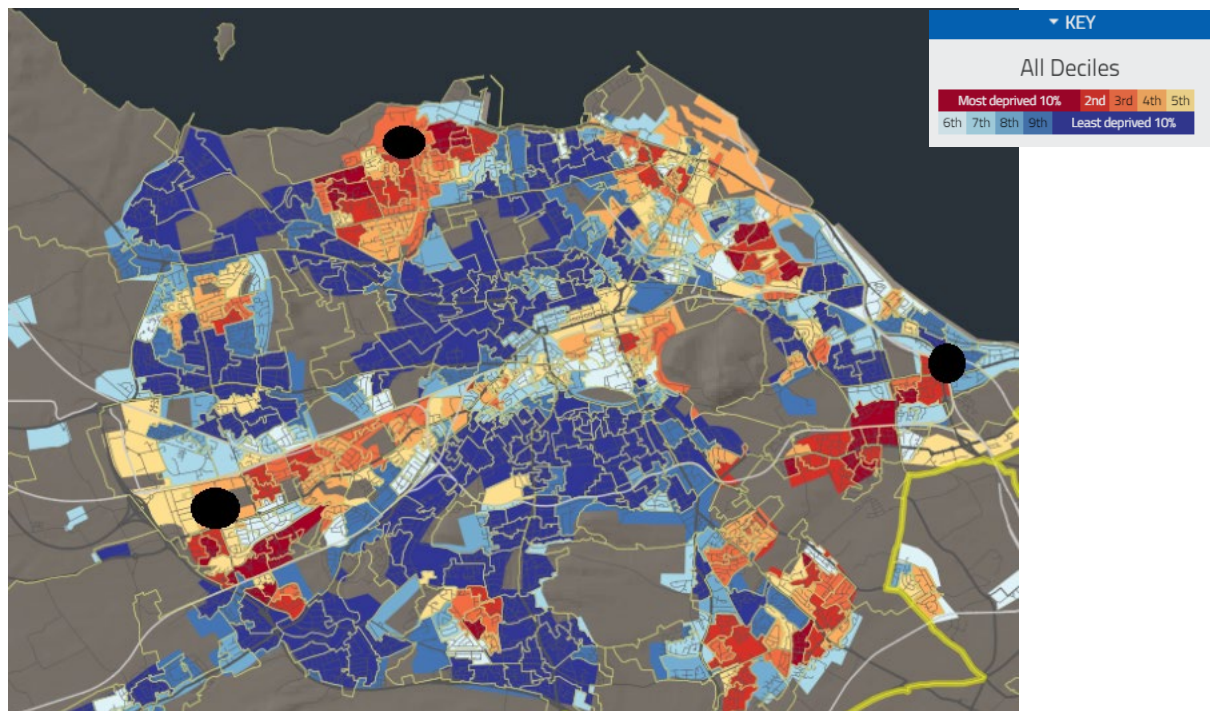 KEY
All Deciles
Most deprived 10% 2nd 3rd 4th 5th
6th 7th 8th 9th Least deprived 10%